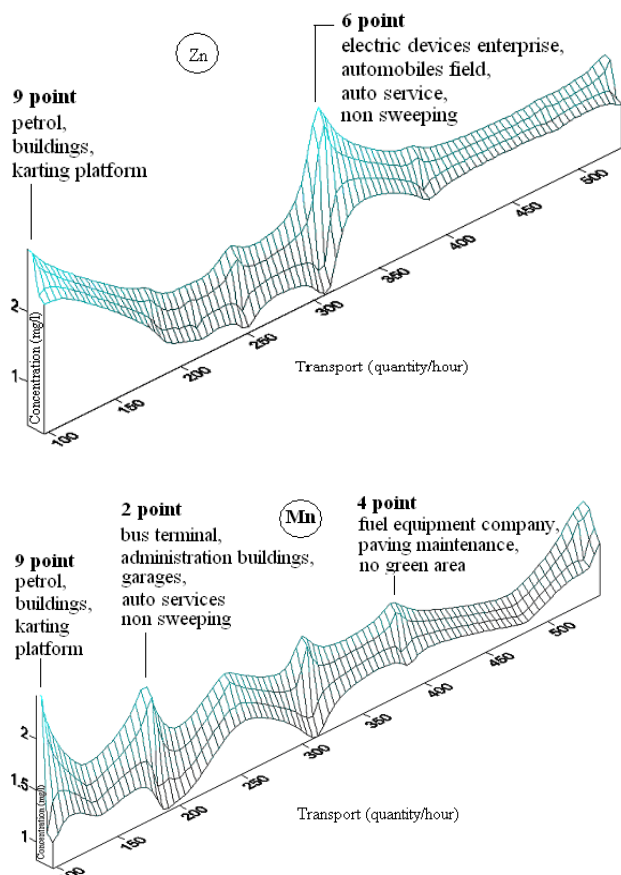 Zn
6 point
electric devices enterprise,
automobiles field,
auto service,
non sweeping
9 point
petrol,
buildings,
karting platform
2
1
Concentration (mg/l)
100
150
200
250
300
350
400
450
500
Transport (quantity/hour)
Mn
2 point
bus terminal,
administration buildings,
garages,
auto services
non sweeping
4 point
fuel equipment company,
paving maintenance,
no green area
9 point
petrol,
buildings,
karting
platform
2
1.5
1
Concentration (mg/l)
150
200
250
300
350
400
450
500
Transport (quantity/hour)